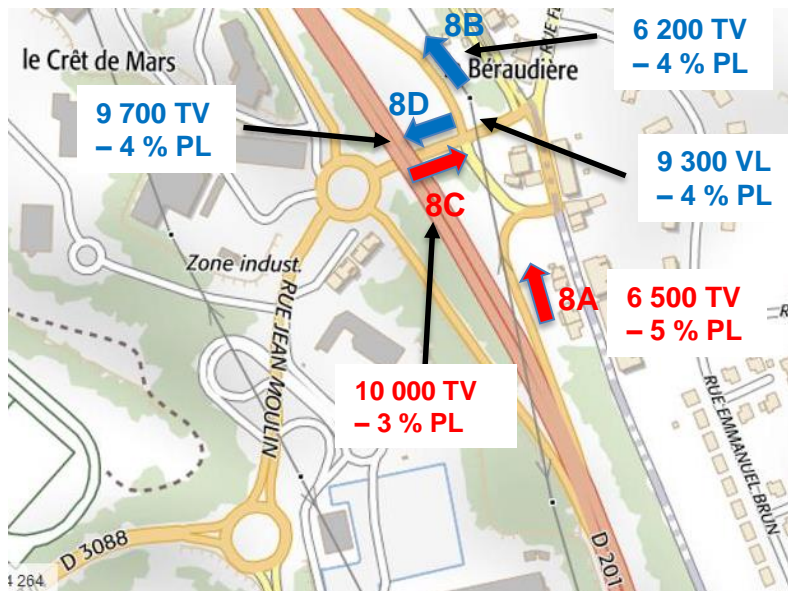 8B
6 200 TV
– 4 % PL
le Crêt de Mars
Béraudière
9 700 TV
– 4 % PL
8D
9 300 VL
– 4 % PL
8C
Zone indust.
RUE JEAN MOULIN
8A
6 500 TV
– 5 % PL
10 000 TV
– 3 % PL
RUE EMMANUEL BRUN
D 3088
D 201
4 264